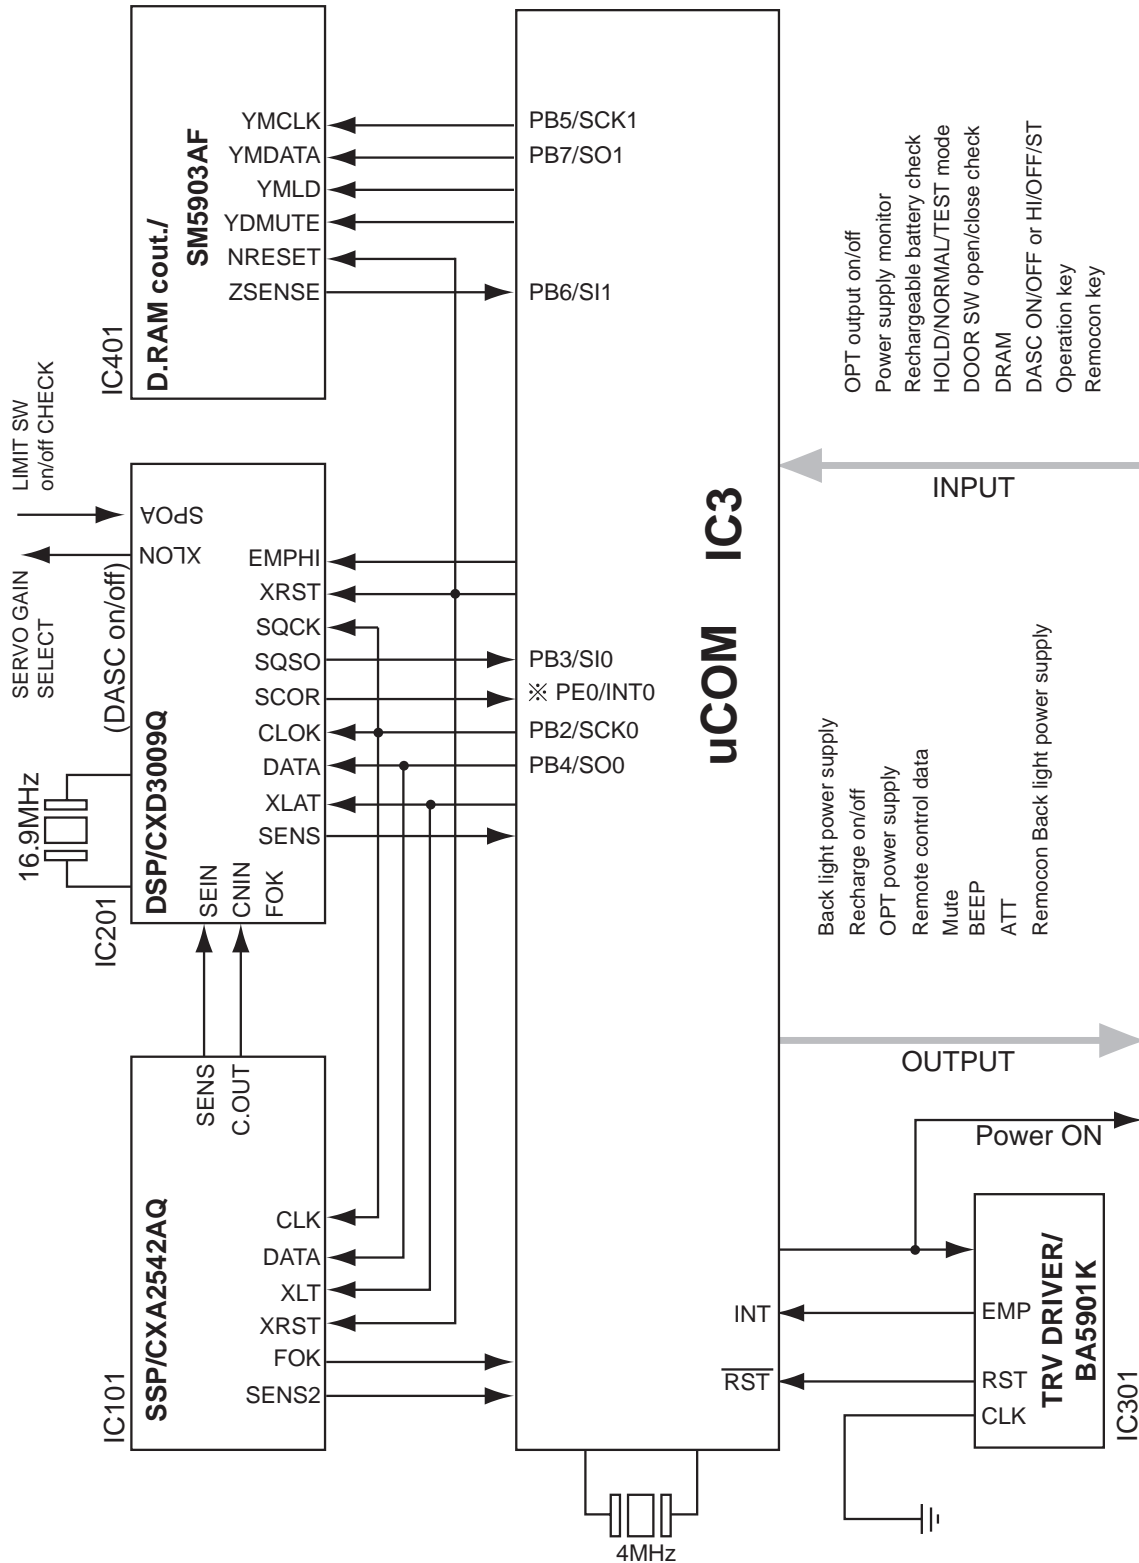 IC401
D.RAM cout./
SM5903AF
YMCLK
YMDATA
YMLD
YDMUTE
NRESET
ZSENSE
PB5/SCK1
PB7/SO1
PB6/SI1
LIMIT SW
on/off CHECK
SERVO GAIN
SELECT
SPOA
XLON
(DASC on/off)
16.9MHz
IC201
DSP/CXD3009Q
EMPHI
XRST
SQCK
SQSO
SCOR
CLOK
DATA
XLAT
SENS
SEIN
CNIN
FOK
PB3/SI0
※ PE0/INT0
PB2/SCK0
PB4/SO0
uCOM IC3
IC101
SSP/CXA2542AQ
SENS
C.OUT
CLK
DATA
XLT
XRST
FOK
SENS2
4MHz
OPT output on/off
Power supply monitor
Rechargeable battery check
HOLD/NORMAL/TEST mode
DOOR SW open/close check
DRAM
DASC ON/OFF or HI/OFF/ST
Operation key
Remocon key
INPUT
Back light power supply
Recharge on/off
OPT power supply
Remote control data
Mute
BEEP
ATT
Remocon Back light power supply
OUTPUT
Power ON
INT
RST
EMP
RST
CLK
TRV DRIVER/
BA5901K
IC301